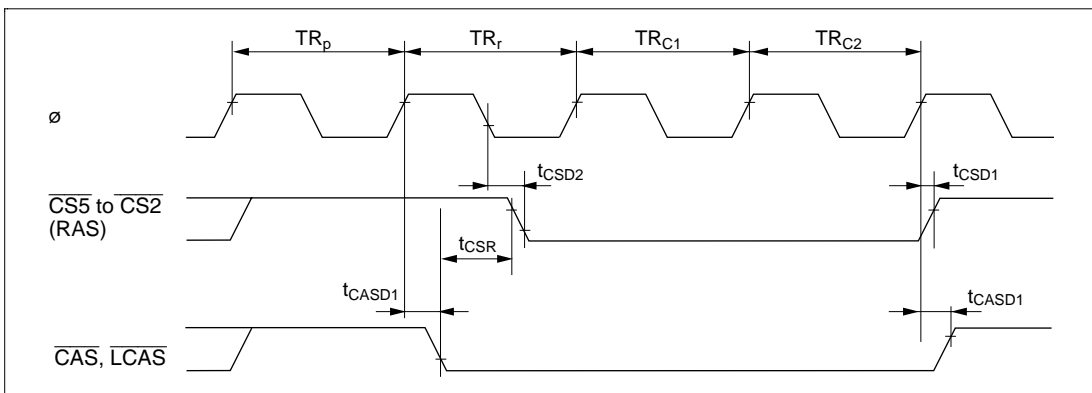 TRp TRr TRC1 TRC2
ø
tCSD2 tCSD1
CS5 to CS2
(RAS)
tCSR
tCASD1 tCASD1
CAS, LCAS